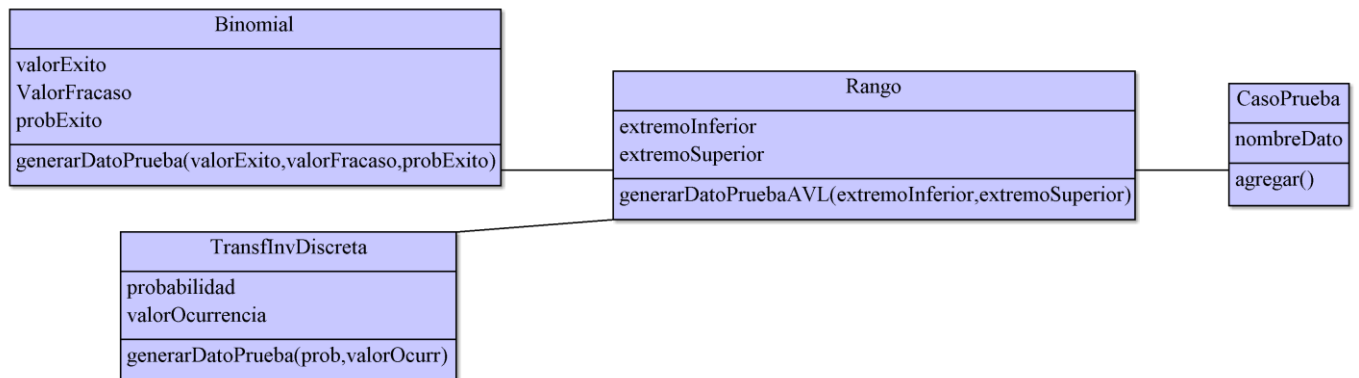 Binomial
valorExito
ValorFracaso
probExito
generarDatoPrueba(valorExito,valorFracaso,probExito)
Rango
extremoInferior
extremoSuperior
generarDatoPruebaAVL(extremoInferior,extremoSuperior)
CasoPrueba
nombreDato
agregar()
TransfInvDiscreta
probabilidad
valorOcurrencia
generarDatoPrueba(prob,valorOcurr)